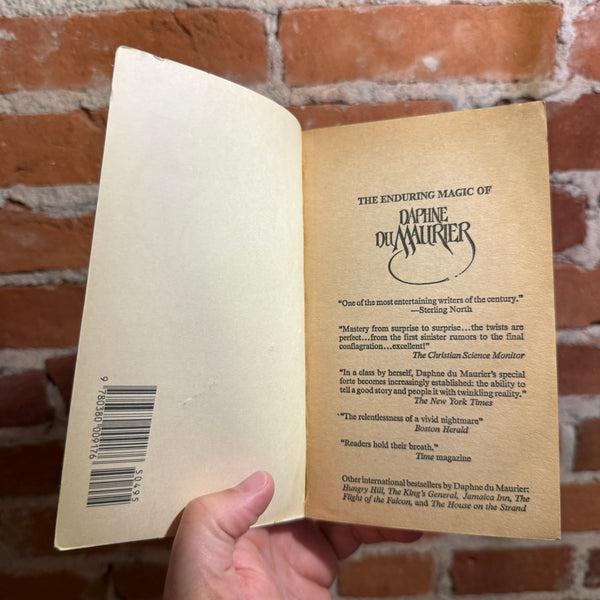 9 780380 009176
50495
THE ENDURING MAGIC OF
DAPHNE
DU MAURIER
"One of the most entertaining writers of the century."
—Sterling North
"Mastery from surprise to surprise...the twists are
perfect...from the first sinister rumors to the final
conflagration...excellent!"
The Christian Science Monitor
"In a class by herself, Daphne du Maurier's special
forte becomes increasingly established: the ability to
tell a good story and people it with twinkling reality."
The New York Times
"The relentlessness of a vivid nightmare"
Boston Herald
"Readers hold their breath."
Time magazine
Other international bestsellers by Daphne du Maurier:
Hungry Hill, The King's General, Jamaica Inn, The
Flight of the Falcon, and The House on the Strand